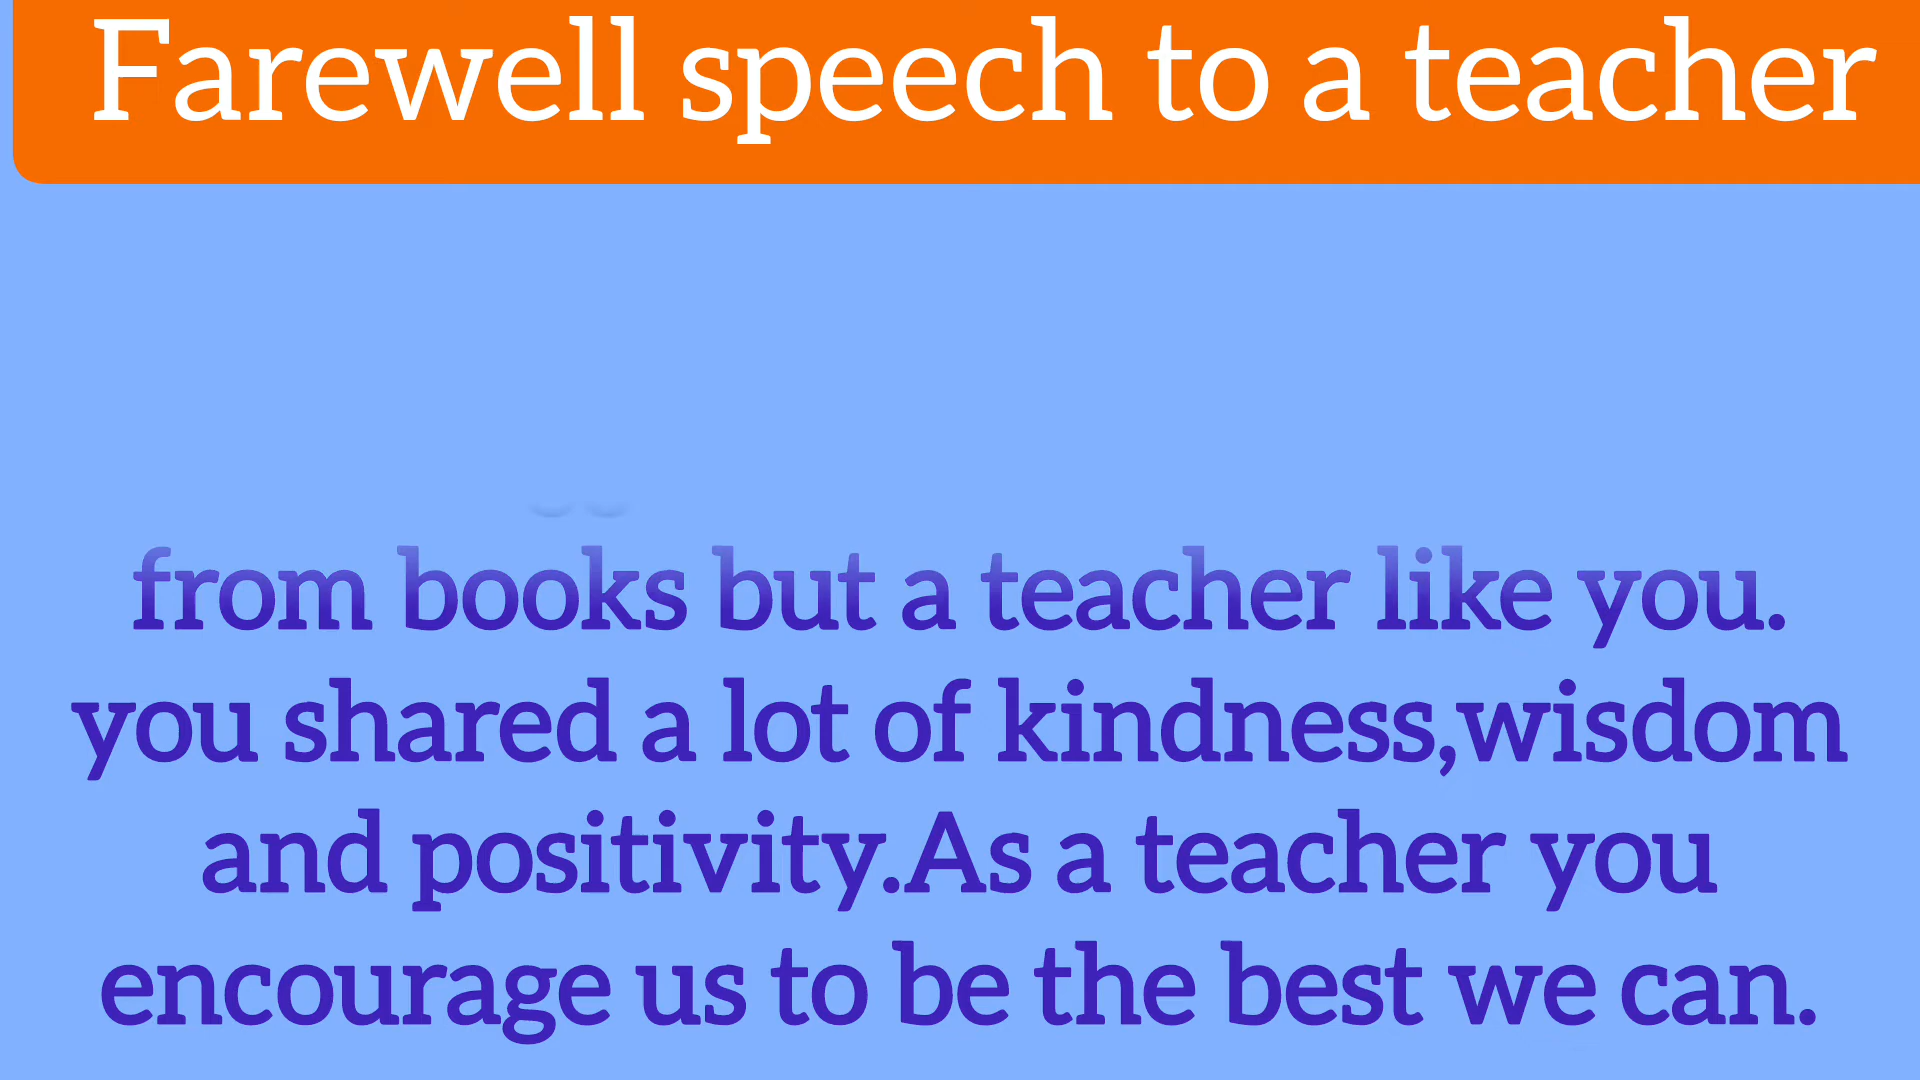 Farewell speech to a teacher
from books but a teacher like you.
you shared a lot of kindness,wisdom
and positivity.As a teacher you
encourage us to be the best we can.